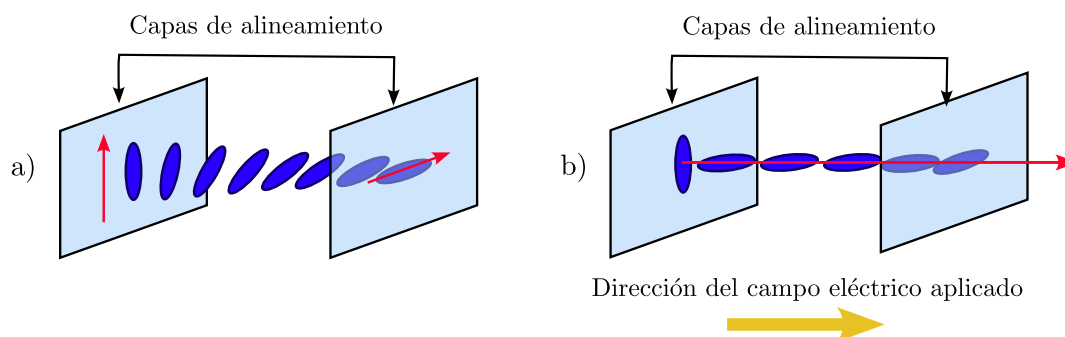 Capas de alineamiento
a)
Capas de alineamiento
b)
Dirección del campo eléctrico aplicado